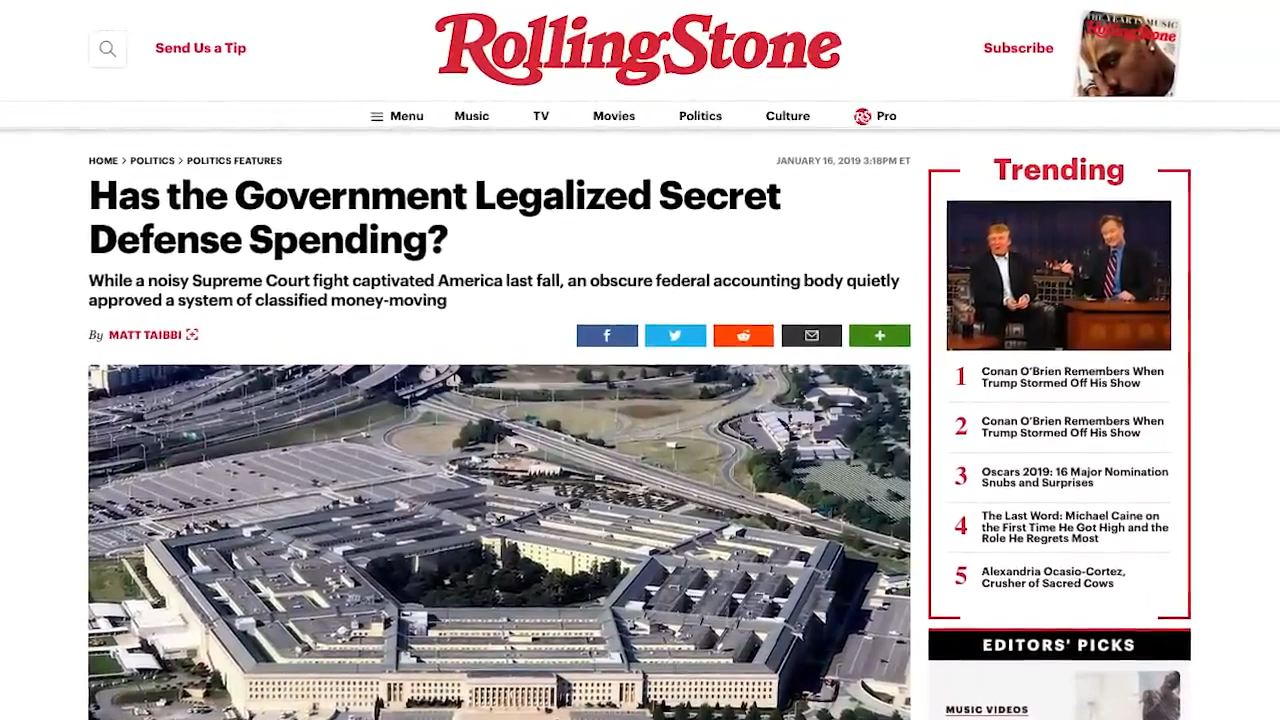 Send Us a Tip
RollingStone
Subscribe
THE YEAR IN MUSIC
RollingStone
Menu
Music
TV
Movies
Politics
Culture
RS Pro
HOME > POLITICS > POLITICS FEATURES
JANUARY 16, 2019 3:18PM ET
Has the Government Legalized Secret
Defense Spending?
While a noisy Supreme Court fight captivated America last fall, an obscure federal accounting body quietly
approved a system of classified money-moving
By MATT TAIBBI
Trending
1 Conan O'Brien Remembers When
Trump Stormed Off His Show
2 Conan O'Brien Remembers When
Trump Stormed Off His Show
3 Oscars 2019: 16 Major Nomination
Snubs and Surprises
4 The Last Word: Michael Caine on
the First Time He Got High and the
Role He Regrets Most
5 Alexandria Ocasio-Cortez,
Crusher of Sacred Cows
EDITORS' PICKS
MUSIC VIDEOS